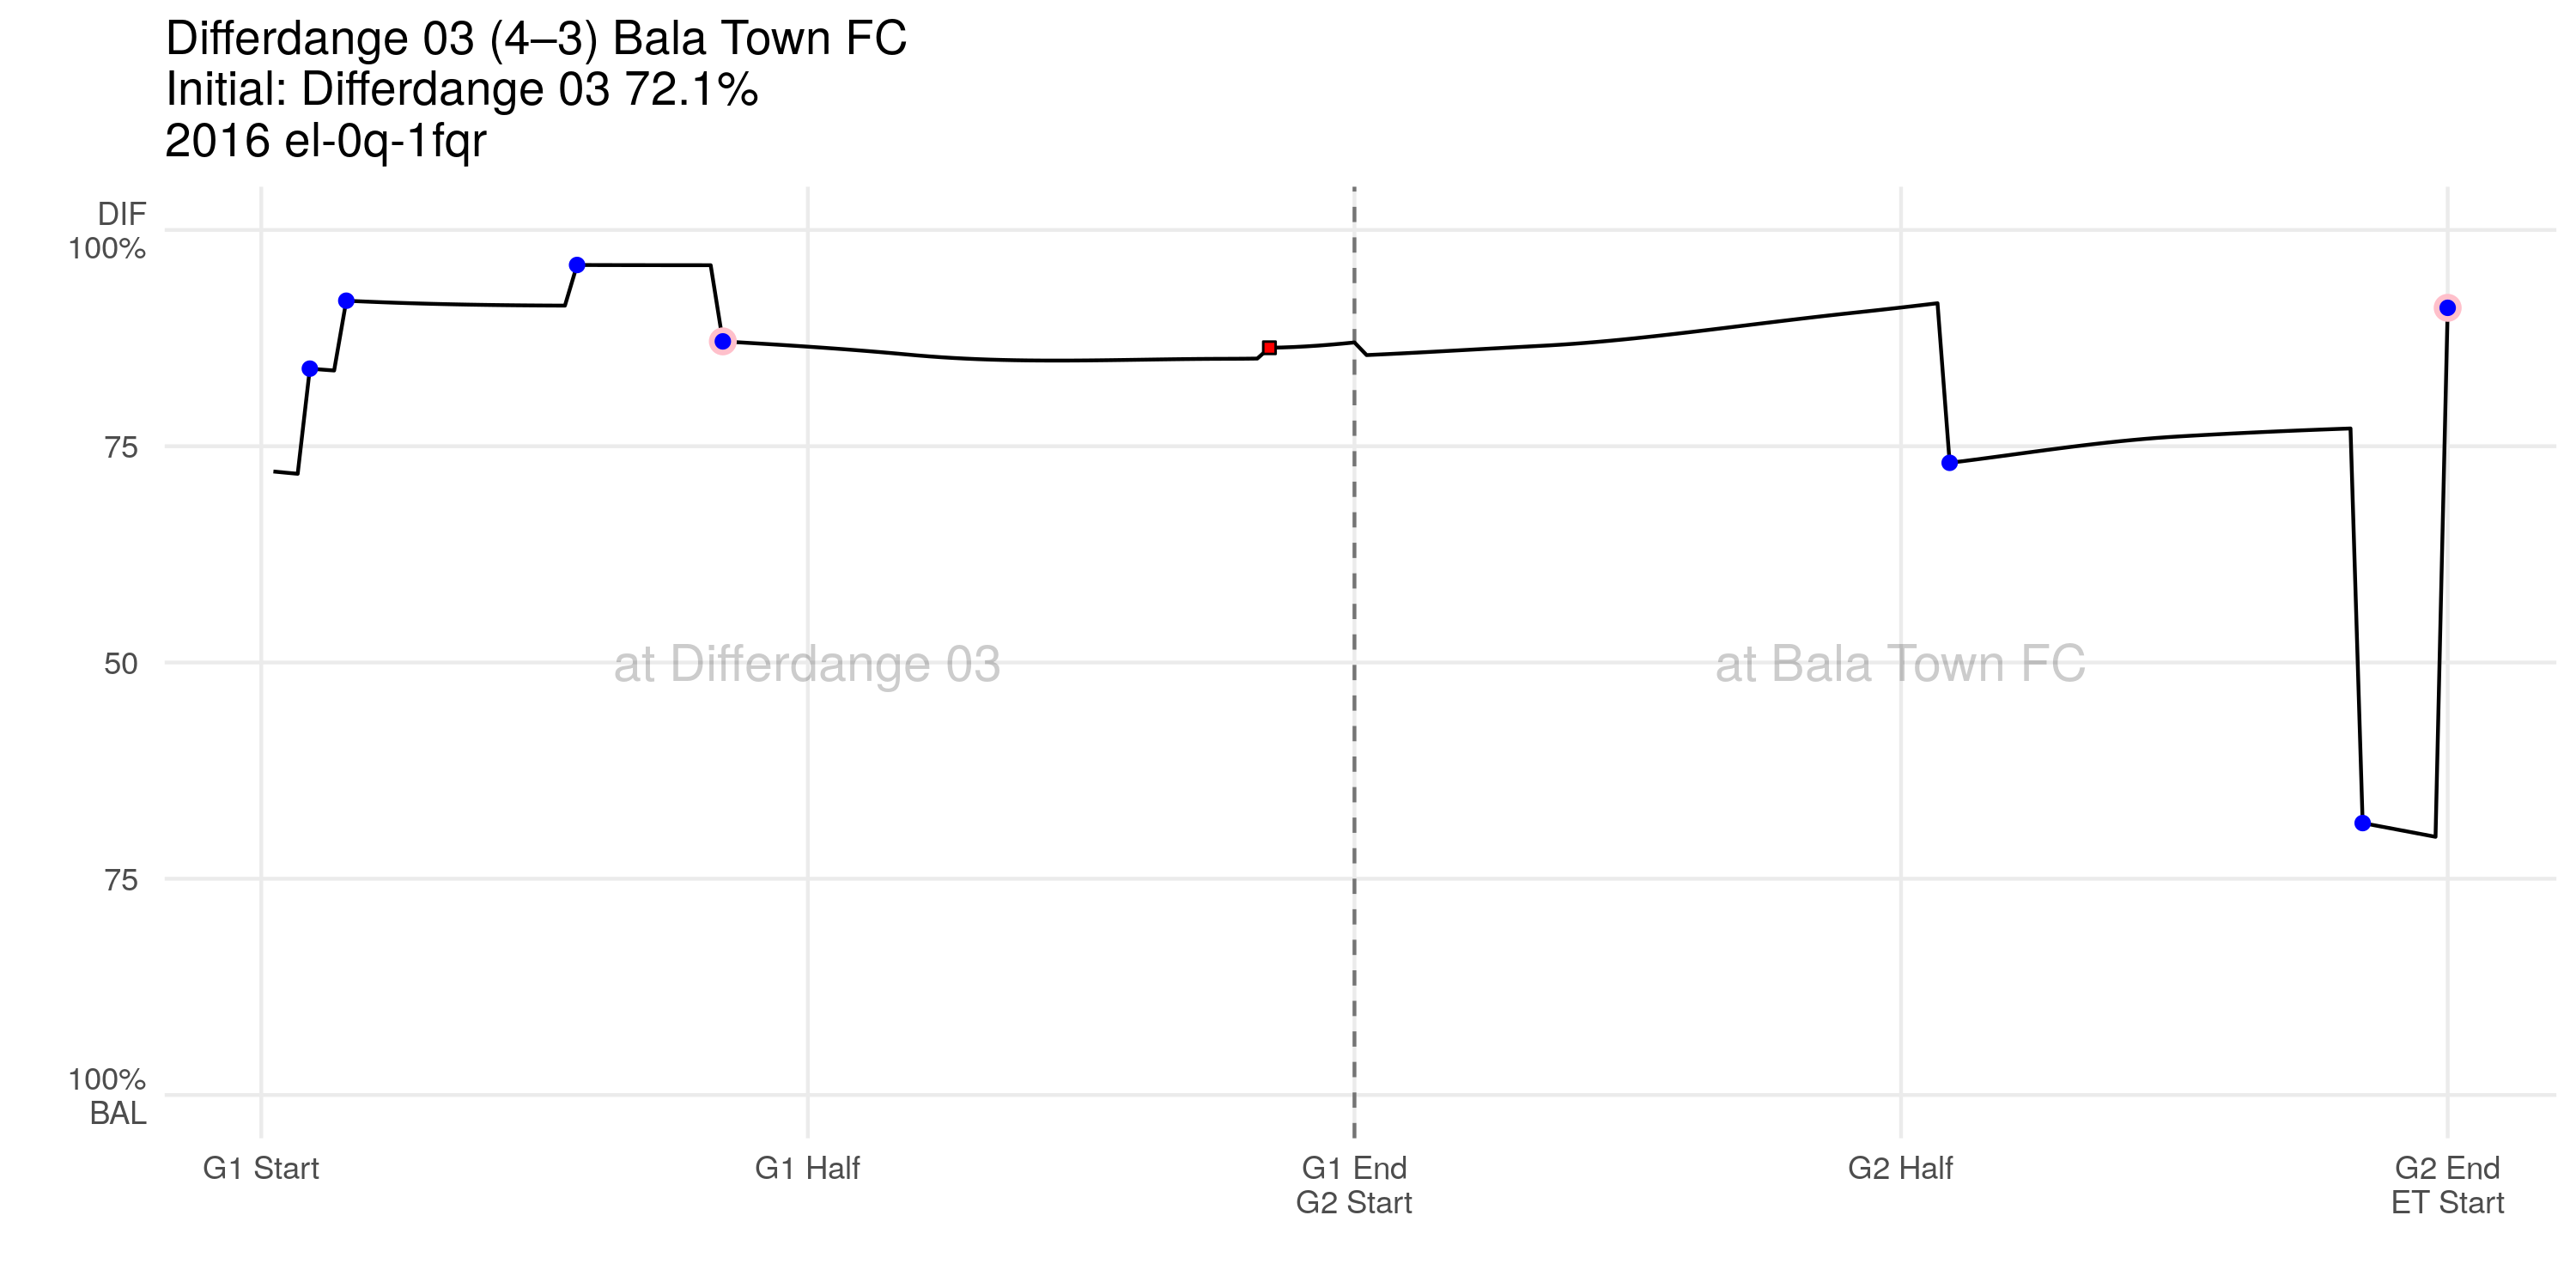 Differdange 03 (4–3) Bala Town FC
Initial: Differdange 03 72.1%
2016 el-0q-1fqr
DIF
100%
75
50
75
100%
BAL
at Differdange 03
at Bala Town FC
G1 Start
G1 Half
G1 End
G2 Start
G2 Half
G2 End
ET Start